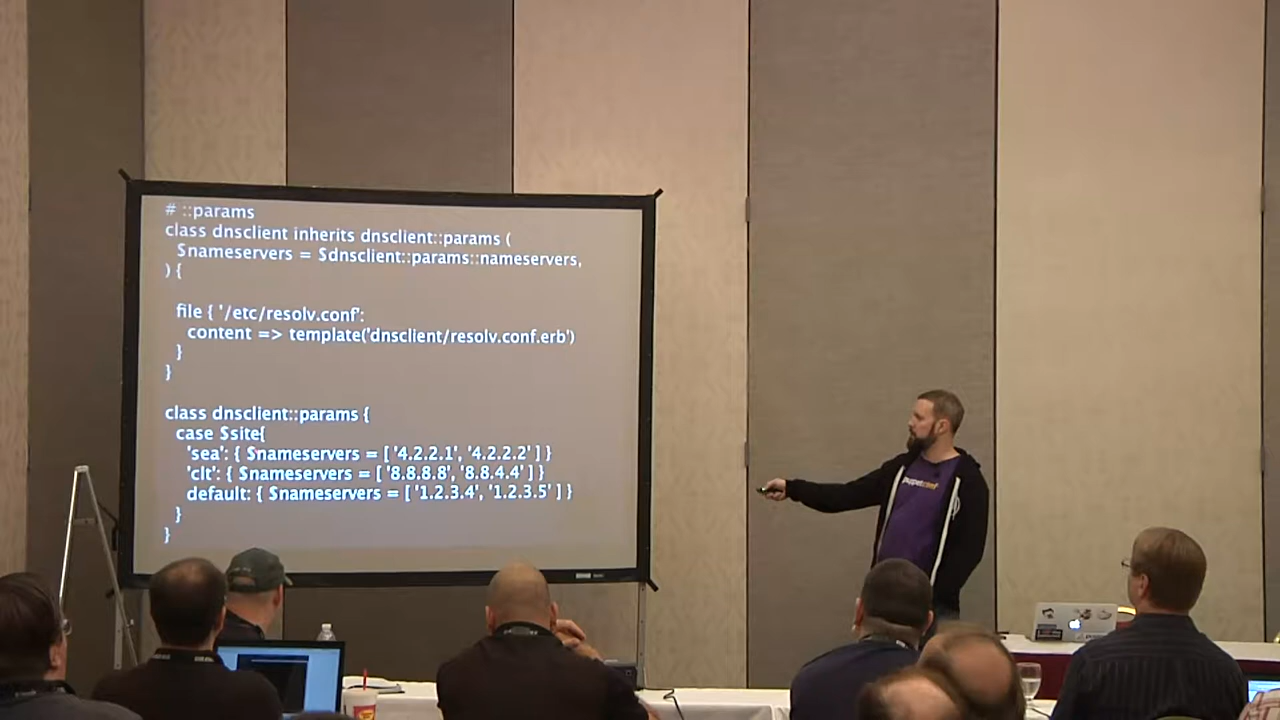 # ::params
class dnsclient inherits dnsclient::params (
$nameservers = $dnsclient::params::nameservers,
) {
file { '/etc/resolv.conf':
content => template('dnsclient/resolv.conf.erb')
}
}
class dnsclient::params {
case $site{
'sea': { $nameservers = [ '4.2.2.1', '4.2.2.2' ] }
'clt': { $nameservers = [ '8.8.8.8', '8.8.4.4' ] }
default: { $nameservers = [ '1.2.3.4', '1.2.3.5' ] }
}
}
puppetconf